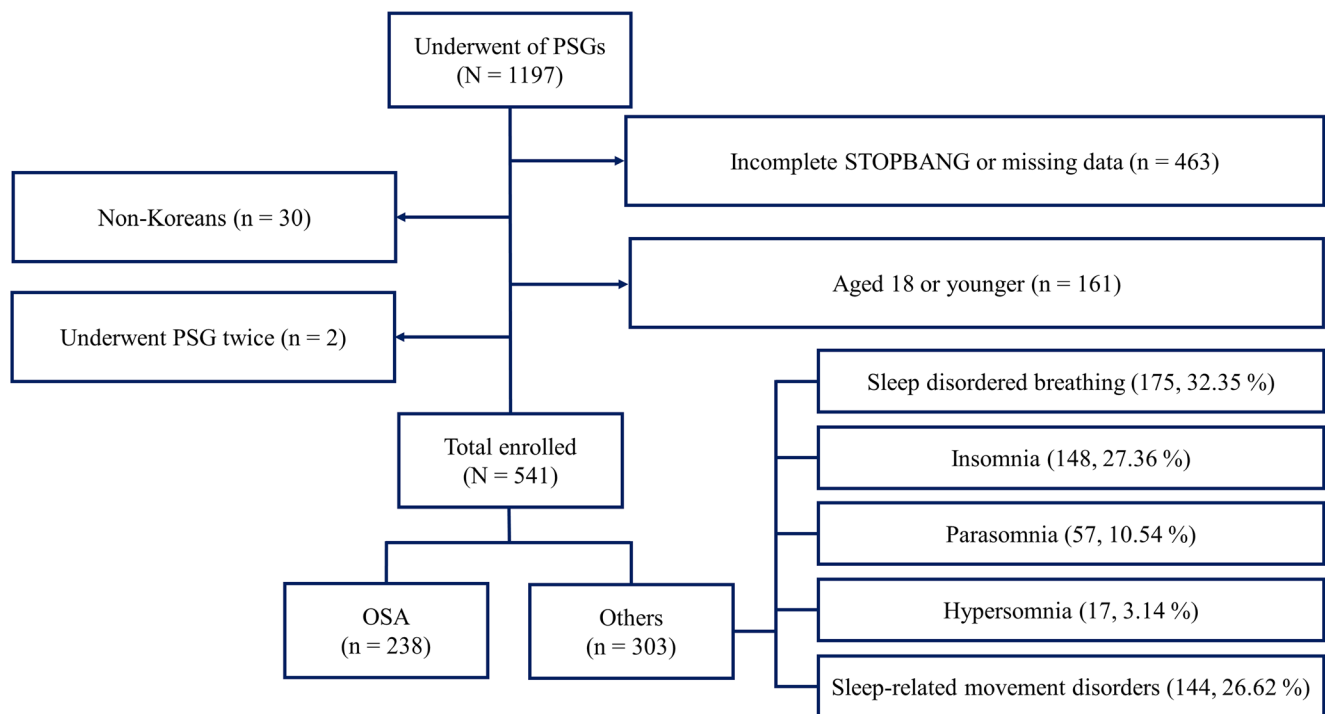 Underwent of PSGs
(N = 1197)
Incomplete STOPBANG or missing data (n = 463)
Non-Koreans (n = 30)
Aged 18 or younger (n = 161)
Underwent PSG twice (n = 2)
Sleep disordered breathing (175, 32.35 %)
Total enrolled
(N = 541)
Insomnia (148, 27.36 %)
Parasomnia (57, 10.54 %)
OSA
(n = 238)
Others
(n = 303)
Hypersomnia (17, 3.14 %)
Sleep-related movement disorders (144, 26.62 %)